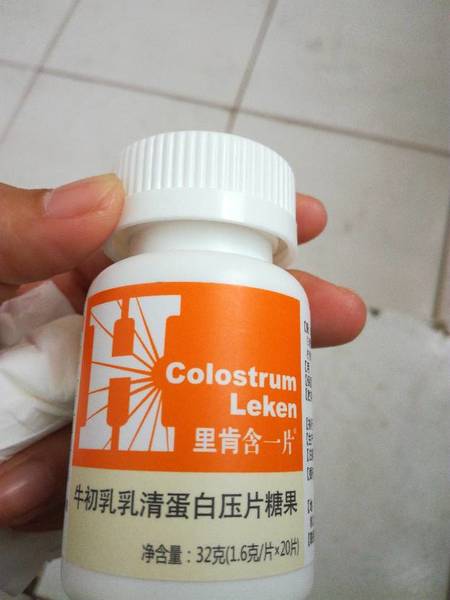 Colostrum
Leken
里肯含一片®
牛初乳乳清蛋白压片糖果
净含量：32克(1.6克/片×20片)